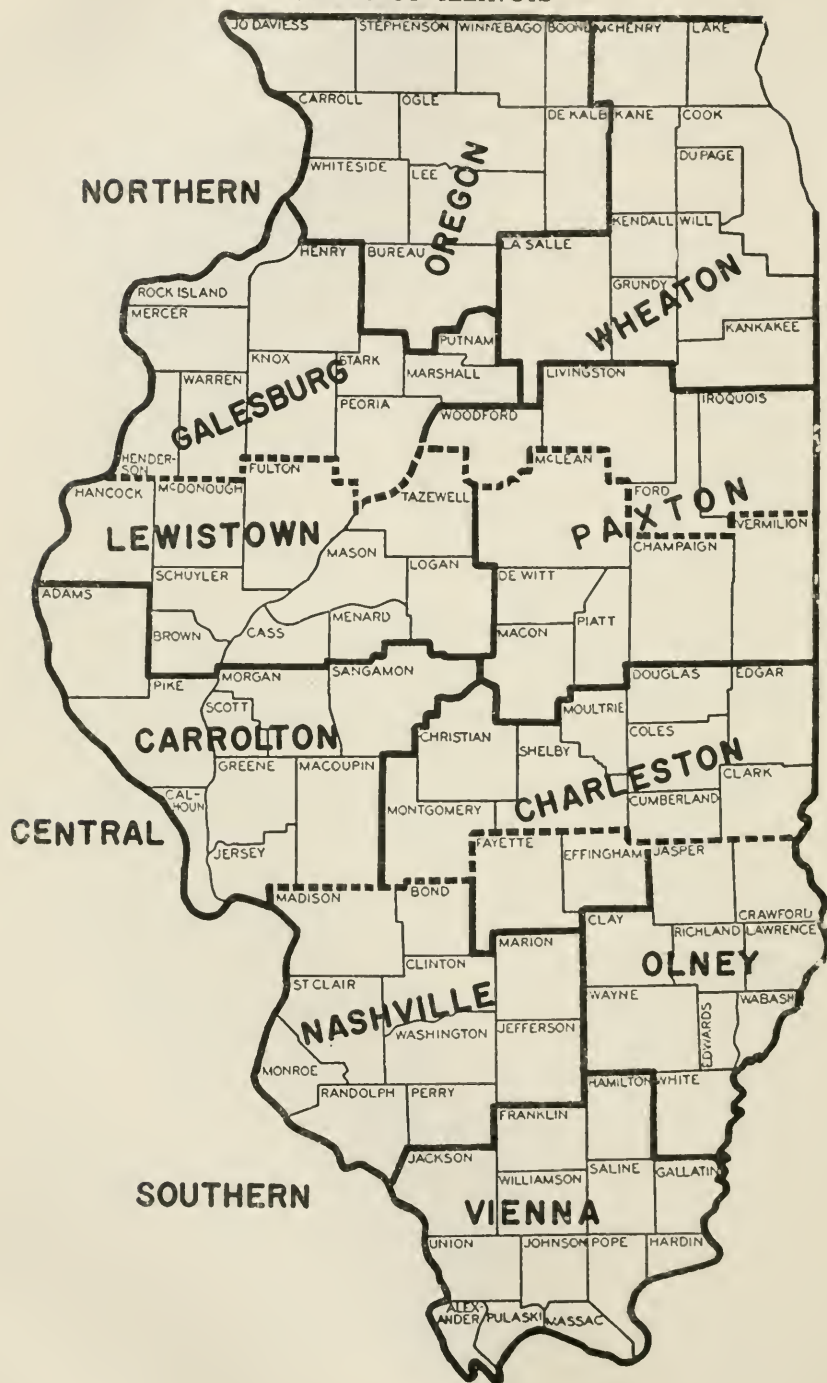 OF ILLINOIS
JO DAVIESS
STEPHENSON
WINNEBAGO
BOONE
MCHENRY
LAKE
CARROLL
OGLE
DE KALB
KANE
COOK
DU PAGE
WHITESIDE
LEE
OREGON
NORTHERN
KENDALL
WILL
HENRY
BUREAU
LA SALLE
GRUNDY
WHEATON
ROCK ISLAND
MERCER
PUTNAM
KANKAKEE
KNOX
STARK
MARSHALL
LIVINGSTON
WARREN
GALESBURG
PEORIA
WOODFORD
IROQUOIS
HENDER-
SON
HANCOCK
MCDONOUGH
FULTON
TAZEWELL
MCLEAN
FORD
PAXTON
VERMILION
LEWISTOWN
MASON
LOGAN
CHAMPAIGN
SCHUYLER
DE WITT
ADAMS
BROWN
CASS
MENARD
MACON
PIATT
PIKE
MORGAN
SANGAMON
DOUGLAS
EDGAR
SCOTT
MOULTRIE
CARROLTON
CHRISTIAN
SHELBY
COLES
GREENE
MACOUPIN
CHARLESTON
CLARK
CAL-
HOUN
MONTGOMERY
CUMBERLAND
CENTRAL
JERSEY
FAYETTE
EFFINGHAM
JASPER
MADISON
BOND
CLAY
CRAWFORD
RICHLAND
LAWRENCE
MARION
CLINTON
OLNEY
ST CLAIR
NASHVILLE
WAYNE
EDWARDS
WABASH
WASHINGTON
JEFFERSON
MONROE
RANDOLPH
PERRY
HAMILTON
WHITE
FRANKLIN
JACKSON
SALINE
GALLATIN
WILLIAMSON
SOUTHERN
VIENNA
UNION
JOHNSON
POPE
HARDIN
ALEX-
ANDER
PULASKI
MASSAC